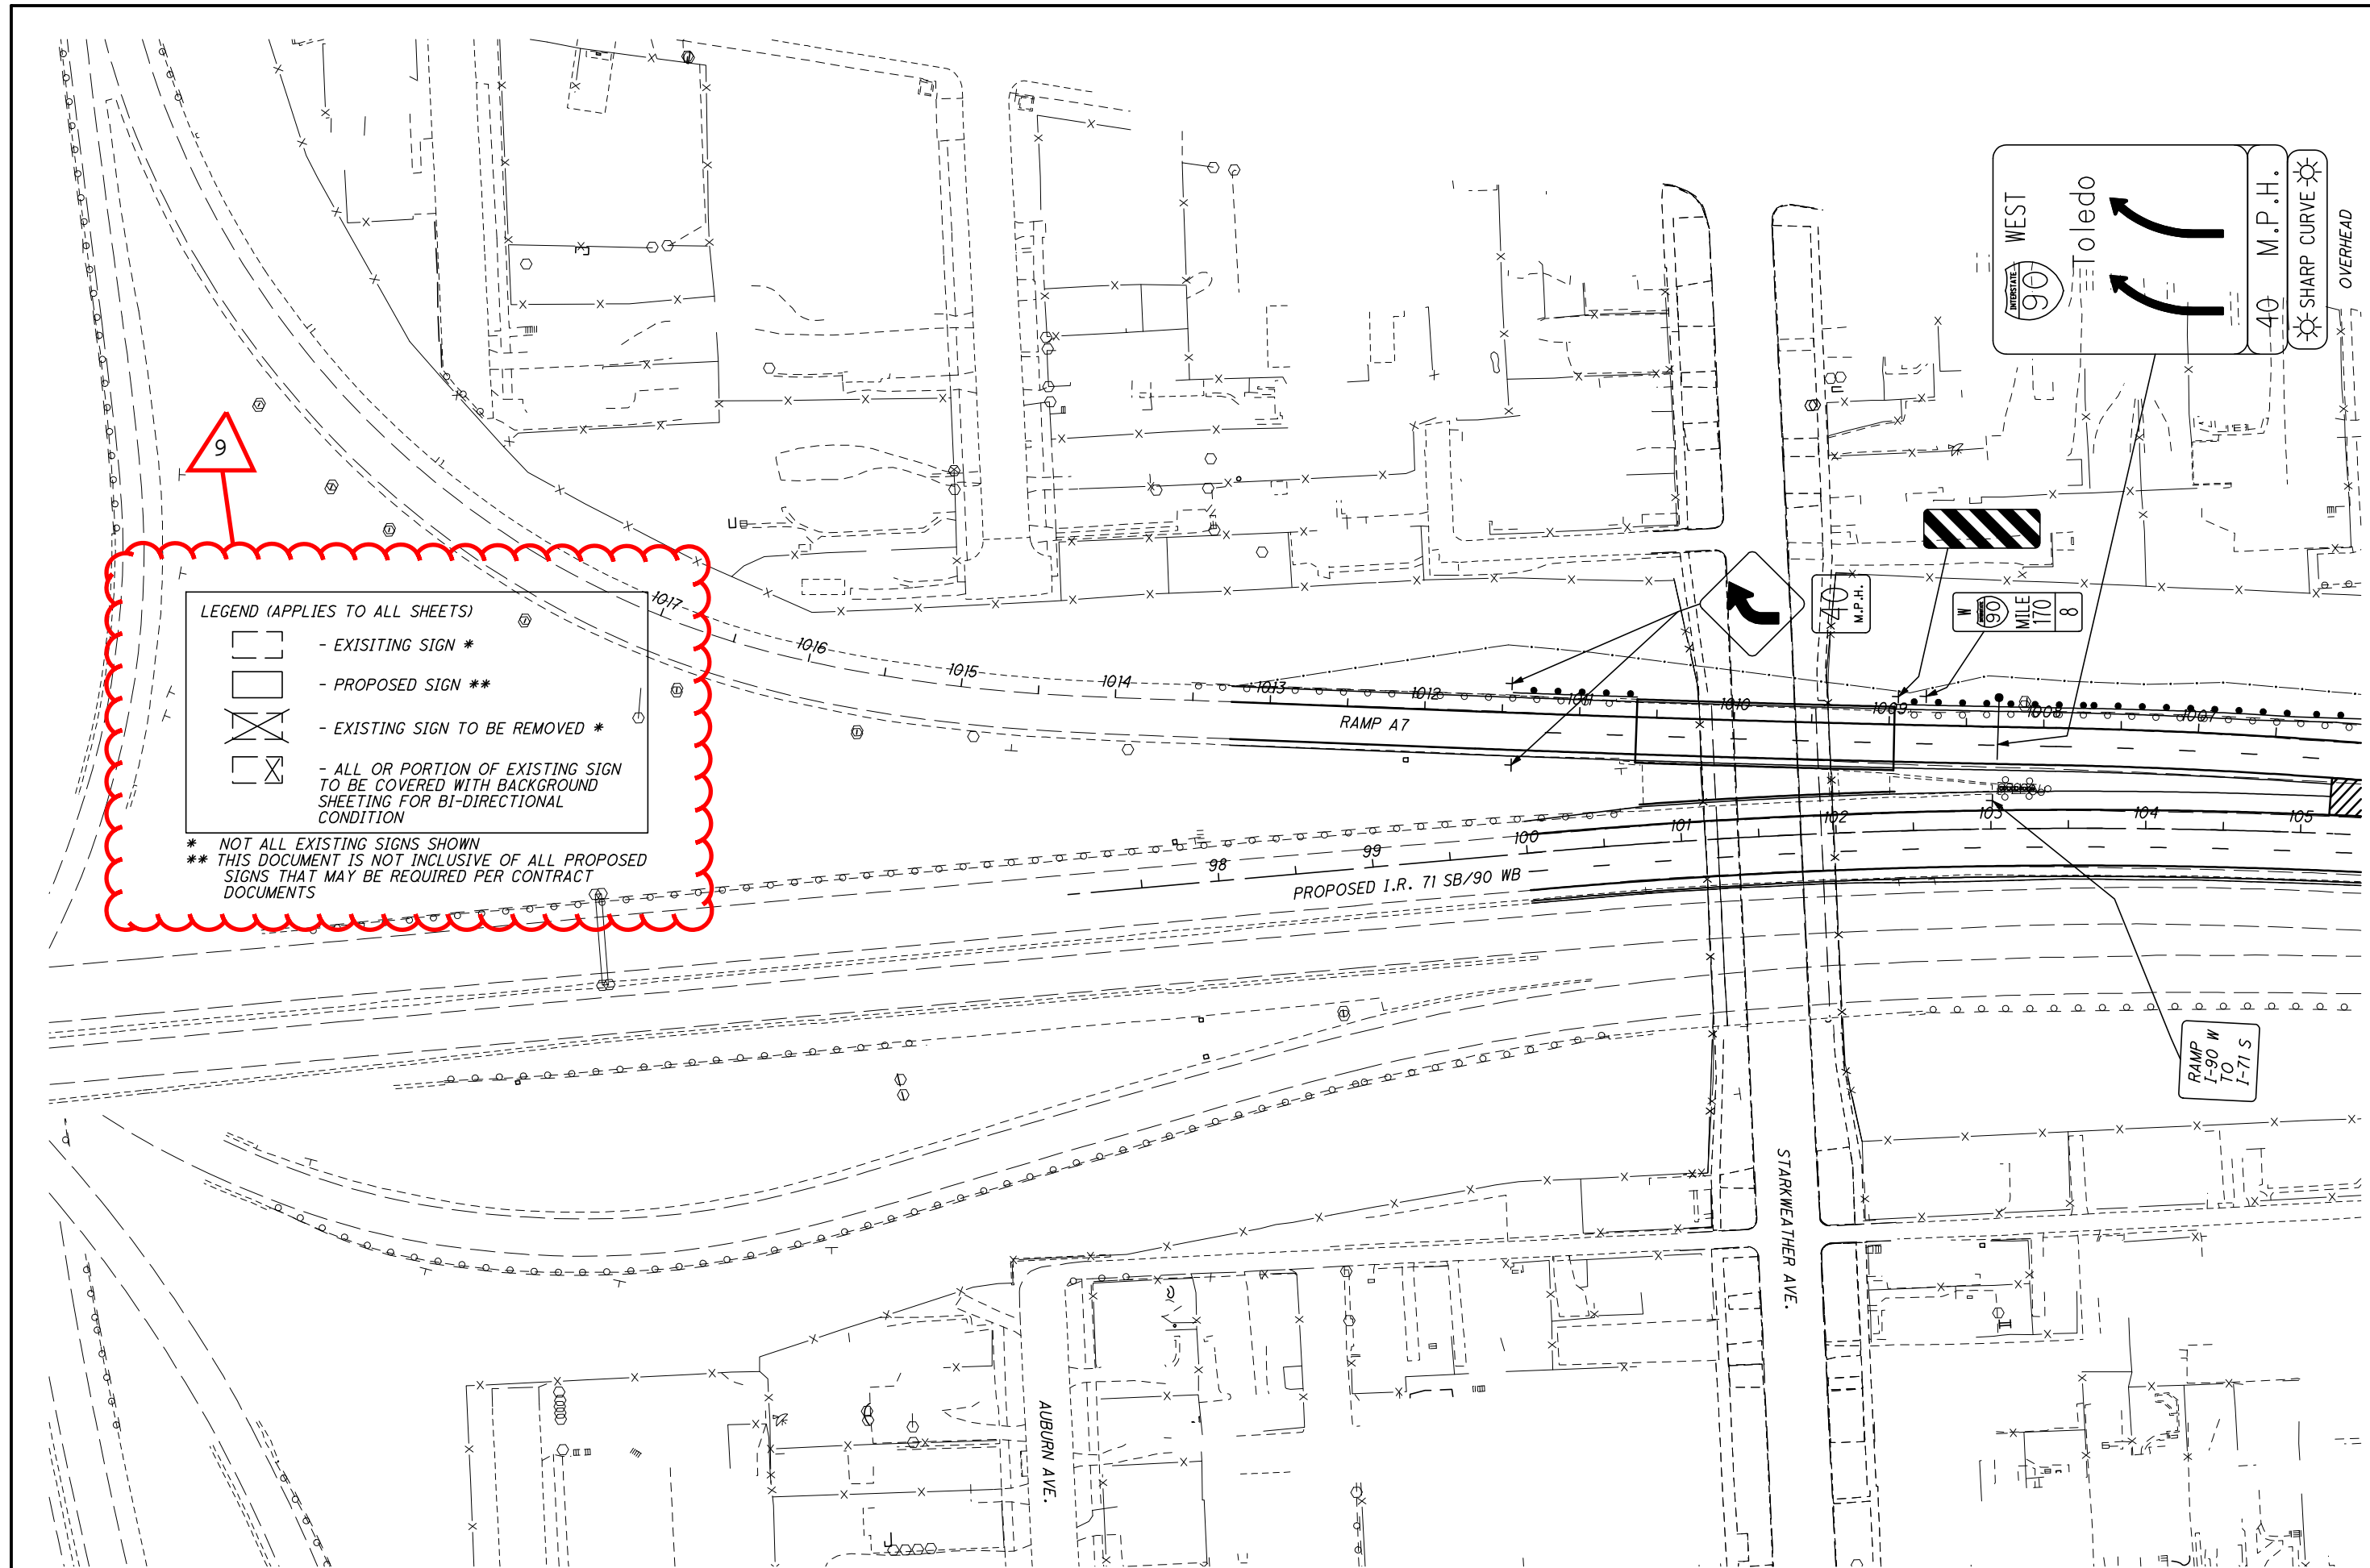 INTERSTATE
90
WEST
Toledo
40 M.P.H.
SHARP CURVE
OVERHEAD
9
LEGEND (APPLIES TO ALL SHEETS)
- EXISITING SIGN *
- PROPOSED SIGN **
- EXISTING SIGN TO BE REMOVED *
- ALL OR PORTION OF EXISTING SIGN
TO BE COVERED WITH BACKGROUND
SHEETING FOR BI-DIRECTIONAL
CONDITION
* NOT ALL EXISTING SIGNS SHOWN
** THIS DOCUMENT IS NOT INCLUSIVE OF ALL PROPOSED
SIGNS THAT MAY BE REQUIRED PER CONTRACT
DOCUMENTS
40
M.P.H.
W
90
MILE
170
8
1017
1016
1015
1014
1013
1012
1011
1010
1009
1008
1007
RAMP A7
98
99
100
101
102
103
104
105
PROPOSED I.R. 71 SB/90 WB
RAMP
I-90 W
TO
I-71 S
STARKWEATHER AVE.
AUBURN AVE.